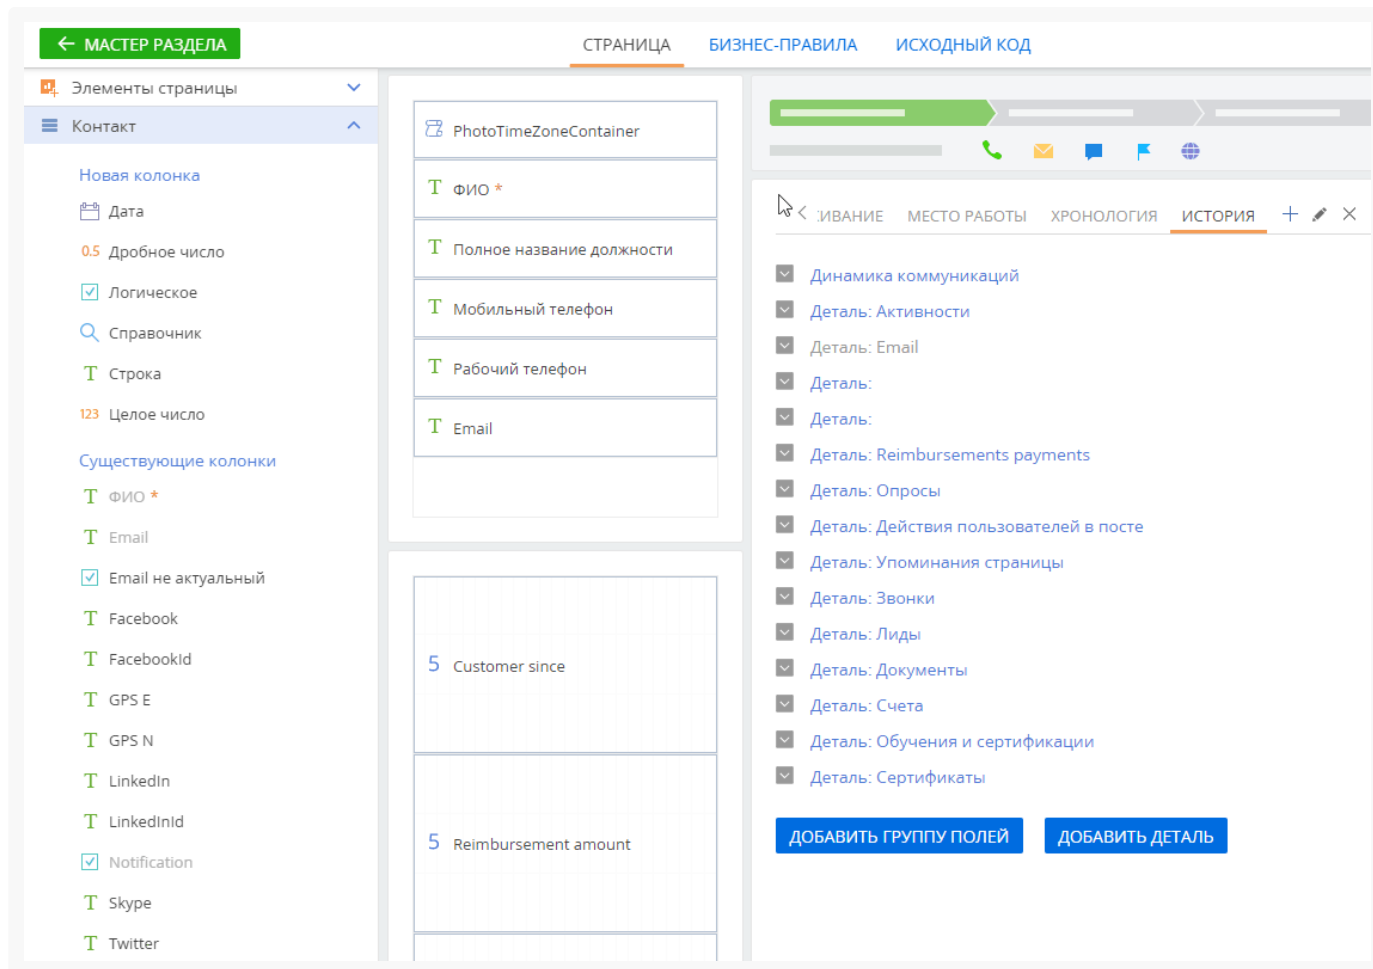 МАСТЕР РАЗДЕЛА
СТРАНИЦА
БИЗНЕС-ПРАВИЛА
ИСХОДНЫЙ КОД
Элементы страницы
Контакт
Новая колонка
Дата
0.5 Дробное число
Логическое
Справочник
T Строка
123 Целое число
Существующие колонки
T ФИО *
T Email
Email не актуальный
T Facebook
T FacebookId
T GPS E
T GPS N
T LinkedIn
T LinkedInId
Notification
T Skype
T Twitter
PhotoTimeZoneContainer
T ФИО *
T Полное название должности
T Мобильный телефон
T Рабочий телефон
T Email
5 Customer since
5 Reimbursement amount
ИВАНИЕ
МЕСТО РАБОТЫ
ХРОНОЛОГИЯ
ИСТОРИЯ
Динамика коммуникаций
Деталь: Активности
Деталь: Email
Деталь:
Деталь:
Деталь: Reimbursements payments
Деталь: Опросы
Деталь: Действия пользователей в посте
Деталь: Упоминания страницы
Деталь: Звонки
Деталь: Лиды
Деталь: Документы
Деталь: Счета
Деталь: Обучения и сертификации
Деталь: Сертификаты
ДОБАВИТЬ ГРУППУ ПОЛЕЙ
ДОБАВИТЬ ДЕТАЛЬ